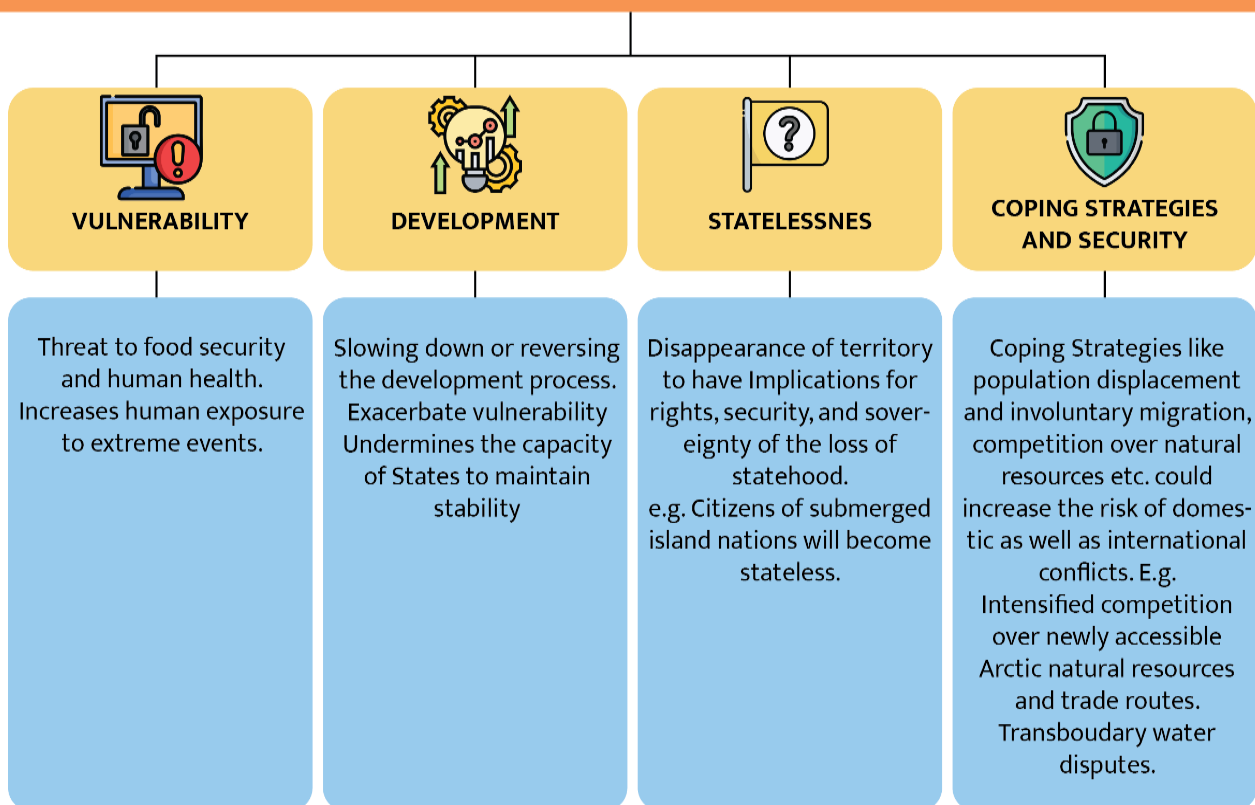 VULNERABILITY
Threat to food security
and human health.
Increases human exposure
to extreme events.
DEVELOPMENT
Slowing down or reversing
the development process.
Exacerbate vulnerability
Undermines the capacity
of States to maintain
stability
STATELESSNES
Disappearance of territory
to have Implications for
rights, security, and sover-
eignty of the loss of
statehood.
e.g. Citizens of submerged
island nations will become
stateless.
COPING STRATEGIES
AND SECURITY
Coping Strategies like
population displacement
and involuntary migration,
competition over natural
resources etc. could
increase the risk of domes-
tic as well as international
conflicts. E.g.
Intensified competition
over newly accessible
Arctic natural resources
and trade routes.
Transboudary water
disputes.